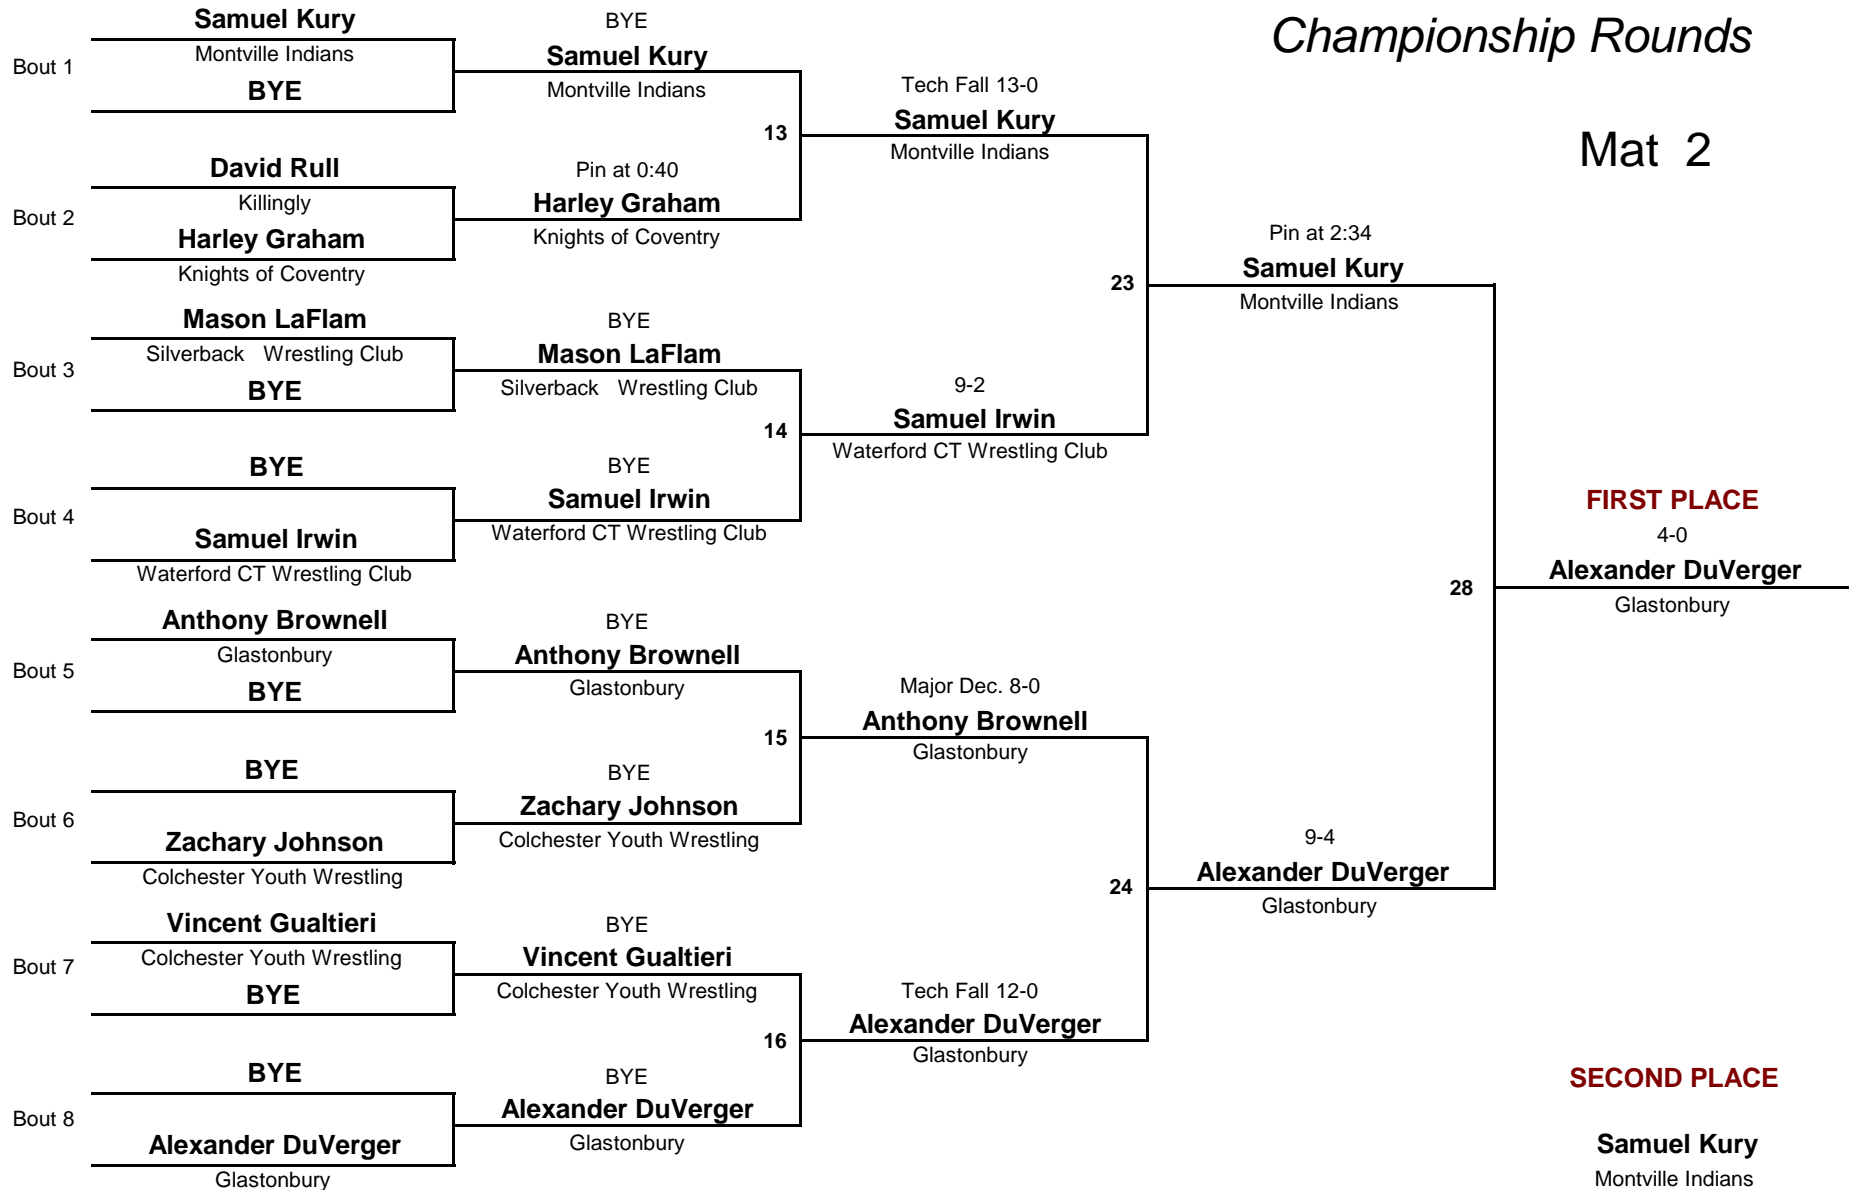 Championship Rounds
Mat 2
Bout 1
Samuel Kury
Montville Indians
BYE
Bout 2
David Rull
Killingly
Harley Graham
Knights of Coventry
Bout 3
Mason LaFlam
Silverback Wrestling Club
BYE
Bout 4
BYE
Samuel Irwin
Waterford CT Wrestling Club
Bout 5
Anthony Brownell
Glastonbury
BYE
Bout 6
BYE
Zachary Johnson
Colchester Youth Wrestling
Bout 7
Vincent Gualtieri
Colchester Youth Wrestling
BYE
Bout 8
BYE
Alexander DuVerger
Glastonbury
BYE
Samuel Kury
Montville Indians
13
Pin at 0:40
Harley Graham
Knights of Coventry
BYE
Mason LaFlam
Silverback Wrestling Club
14
BYE
Samuel Irwin
Waterford CT Wrestling Club
BYE
Anthony Brownell
Glastonbury
15
BYE
Zachary Johnson
Colchester Youth Wrestling
BYE
Vincent Gualtieri
Colchester Youth Wrestling
16
BYE
Alexander DuVerger
Glastonbury
Tech Fall 13-0
Samuel Kury
Montville Indians
23
9-2
Samuel Irwin
Waterford CT Wrestling Club
Major Dec. 8-0
Anthony Brownell
Glastonbury
24
Tech Fall 12-0
Alexander DuVerger
Glastonbury
Pin at 2:34
Samuel Kury
Montville Indians
28
9-4
Alexander DuVerger
Glastonbury
FIRST PLACE
4-0
Alexander DuVerger
Glastonbury
SECOND PLACE
Samuel Kury
Montville Indians